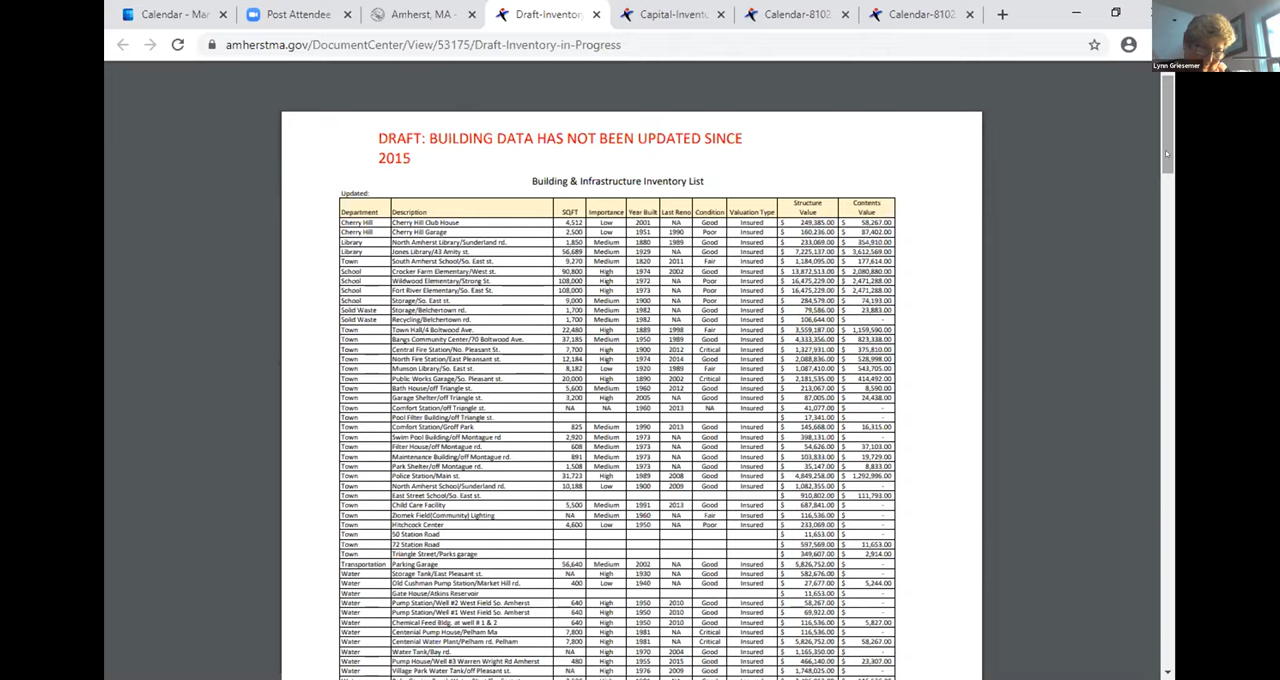 Calendar - Mar
Post Attendee
Amherst, MA -
Draft-Inventory
Capital-Invento
Calendar-8102
Calendar-8102
amherstma.gov/DocumentCenter/View/53175/Draft-Inventory-in-Progress
Lynn Griesemer
DRAFT: BUILDING DATA HAS NOT BEEN UPDATED SINCE
2015
Building & Infrastructure Inventory List
Updated:
Structure Contents
Department Description SQFT Importance Year Built Last Reno Condition Valuation Type Value Value
Cherry Hill Cherry Hill Club House 4,512 Low 2001 NA Good Insured $ 249,385.00 $ 58,267.00
Cherry Hill Cherry Hill Garage 2,500 Low 1951 1990 Poor Insured $ 160,236.00 $ 87,402.00
Library North Amherst Library/Sunderland rd. 1,850 Medium 1880 1989 Good Insured $ 233,069.00 $ 354,910.00
Library Jones Library/43 Amity st. 56,689 Medium 1929 NA Good Insured $ 7,225,137.00 $ 3,612,569.00
Town South Amherst School/So. East st. 9,270 Medium 1820 2011 Fair Insured $ 1,184,095.00 $ 177,614.00
School Crocker Farm Elementary/West st. 90,800 High 1974 2002 Good Insured $ 13,872,513.00 $ 2,080,880.00
School Wildwood Elementary/Strong St. 108,000 High 1972 NA Poor Insured $ 16,475,229.00 $ 2,471,288.00
School Fort River Elementary/So. East St. 108,000 High 1973 NA Poor Insured $ 16,475,229.00 $ 2,471,288.00
School Storage/So. East st. 9,000 Medium 1900 NA Poor Insured $ 284,579.00 $ 74,193.00
Solid Waste Storage/Belchertown rd. 1,700 Medium 1982 NA Good Insured $ 79,586.00 $ 23,883.00
Solid Waste Recycling/Belchertown rd. 1,700 Medium 1982 NA Good Insured $ 106,644.00 $ -
Town Town Hall/4 Boltwood Ave. 22,480 High 1889 1998 Fair Insured $ 3,559,187.00 $ 1,159,590.00
Town Bangs Community Center/70 Boltwood Ave. 37,185 Medium 1950 1989 Good Insured $ 4,333,356.00 $ 823,338.00
Town Central Fire Station/No. Pleasant St. 7,700 High 1900 2012 Critical Insured $ 1,327,931.00 $ 375,810.00
Town North Fire Station/East Pleansant st. 12,184 High 1974 2014 Good Insured $ 2,088,836.00 $ 528,998.00
Town Munson Library/So. East st. 8,182 Low 1920 1989 Fair Insured $ 1,087,410.00 $ 543,705.00
Town Public Works Garage/So. Pleasant st. 20,000 High 1890 2002 Critical Insured $ 2,181,535.00 $ 414,492.00
Town Bath House/off Triangle st. 5,600 Medium 1960 2012 Good Insured $ 213,067.00 $ 8,590.00
Town Garage Shelter/off Triangle st. 3,200 High 2005 NA Good Insured $ 87,005.00 $ 24,438.00
Town Comfort Station/off Triangle st. NA NA 1960 2013 NA Insured $ 41,077.00 $ -
Town Pool Filter Building/off Triangle st. $ 17,341.00 $ -
Town Comfort Station/Groff Park 825 Medium 1990 2013 Good Insured $ 145,668.00 $ 16,315.00
Town Swim Pool Building/off Montague rd 2,920 Medium 1973 NA Good Insured $ 398,131.00 $ -
Town Filter House/off Montague rd. 608 Medium 1973 NA Good Insured $ 54,626.00 $ 37,103.00
Town Maintenance Building/off Montague rd. 891 Medium 1973 NA Good Insured $ 103,833.00 $ 19,729.00
Town Park Shelter/off Montague rd. 1,508 Medium 1973 NA Good Insured $ 35,147.00 $ 8,833.00
Town Police Station/Main st. 31,723 High 1989 2008 Good Insured $ 4,849,258.00 $ 1,292,996.00
Town North Amherst School/Sunderland rd. 10,188 Low 1900 2009 Good Insured $ 1,082,355.00 $ -
Town East Street School/So. East st. $ 910,802.00 $ 111,793.00
Town Child Care Facility 5,500 Medium 1991 2013 Good Insured $ 687,841.00 $ -
Town Ziomek Field(Community) Lighting NA Medium 1960 NA Fair Insured $ 116,536.00 $ -
Town Hitchcock Center 4,600 Low 1950 NA Poor Insured $ 233,069.00 $ -
Town 50 Station Road $ 11,653.00 $ -
Town 72 Station Road $ 597,569.00 $ 11,653.00
Town Triangle Street/Parks garage $ 349,607.00 $ 2,914.00
Transportation Parking Garage 56,640 Medium 2002 NA Good Insured $ 5,826,752.00 $ -
Water Storage Tank/East Pleasant st. NA High 1930 NA Good Insured $ 582,676.00 $ -
Water Old Cushman Pump Station/Market Hill rd. 400 Low 1940 NA Good Insured $ 27,677.00 $ 5,244.00
Water Gate House/Atkins Reservoir $ 11,653.00 $ -
Water Pump Station/Well #2 West Field So. Amherst 640 High 1950 2010 Good Insured $ 58,267.00 $ -
Water Pump Station/Well #1 West Field So. Amherst 640 High 1950 2010 Good Insured $ 69,922.00 $ -
Water Chemical Feed Bldg. at well # 1 & 2 640 High 1950 2010 Good Insured $ 116,536.00 $ 5,827.00
Water Centenial Pump House/Pelham Ma 7,800 High 1981 NA Critical Insured $ 116,536.00 $ -
Water Centenial Water Plant/Pelham rd. Pelham 7,800 High 1981 NA Critical Insured $ 5,826,752.00 $ 58,267.00
Water Water Tank/Bay rd. NA High 1970 2004 Good Insured $ 1,165,350.00 $ -
Water Pump House/Well #3 Warren Wright Rd Amherst 480 High 1955 2015 Good Insured $ 466,140.00 $ 23,307.00
Water Village Park Water Tank/off Pleasant st. NA High 1976 2009 Good Insured $ 1,748,025.00 $ -